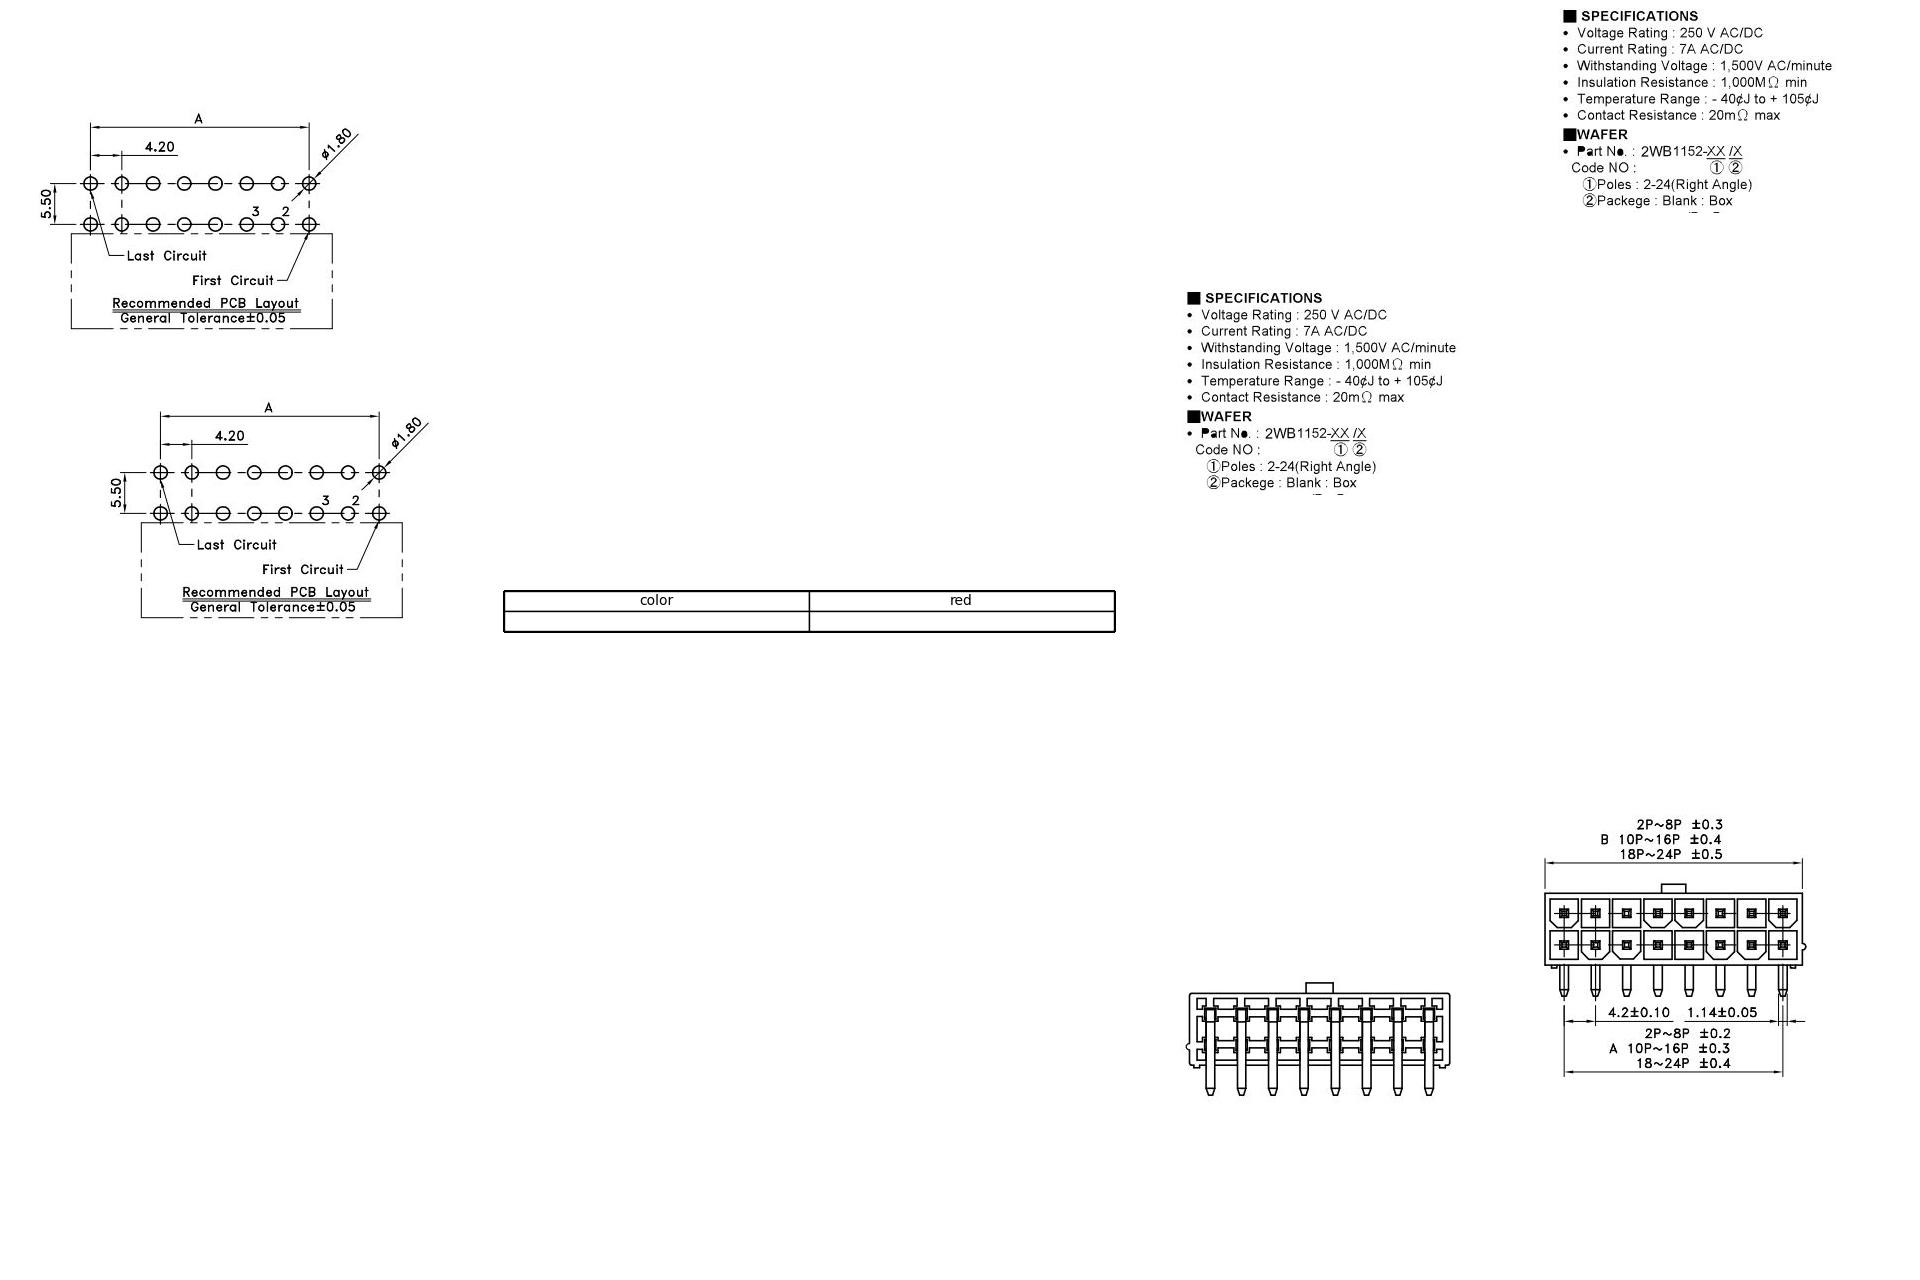 ■ SPECIFICATIONS
• Voltage Rating : 250 V AC/DC
• Current Rating : 7A AC/DC
• Withstanding Voltage : 1,500V AC/minute
• Insulation Resistance : 1,000MΩ min
• Temperature Range : - 40¢J to + 105¢J
• Contact Resistance : 20mΩ max
■WAFER
• Part No. : 2WB1152-XX /X
Code NO : ① ②
①Poles : 2-24(Right Angle)
②Packege : Blank : Box
A
4.20
ø1.80
5.50
3 2
Last Circuit
First Circuit
Recommended PCB Layout
General Tolerance±0.05
■ SPECIFICATIONS
• Voltage Rating : 250 V AC/DC
• Current Rating : 7A AC/DC
• Withstanding Voltage : 1,500V AC/minute
• Insulation Resistance : 1,000MΩ min
• Temperature Range : - 40¢J to + 105¢J
• Contact Resistance : 20mΩ max
■WAFER
• Part No. : 2WB1152-XX /X
Code NO : ① ②
①Poles : 2-24(Right Angle)
②Packege : Blank : Box
A
4.20
ø1.80
5.50
3 2
Last Circuit
First Circuit
Recommended PCB Layout
General Tolerance±0.05
color red
2P~8P ±0.3
B 10P~16P ±0.4
18P~24P ±0.5
4.2±0.10 1.14±0.05
2P~8P ±0.2
A 10P~16P ±0.3
18~24P ±0.4